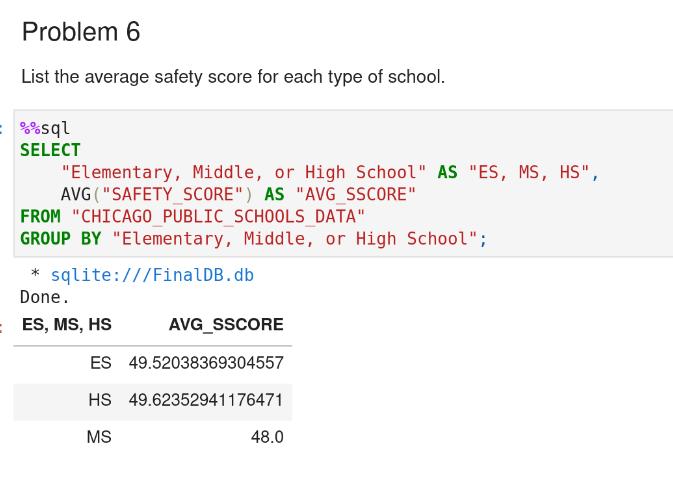 Problem 6
List the average safety score for each type of school.
%%sql
SELECT
    "Elementary, Middle, or High School" AS "ES, MS, HS",
    AVG("SAFETY_SCORE") AS "AVG_SSCORE"
FROM "CHICAGO_PUBLIC_SCHOOLS_DATA"
GROUP BY "Elementary, Middle, or High School";
* sqlite:///FinalDB.db
Done.
ES, MS, HS AVG_SSCORE
ES 49.52038369304557
HS 49.62352941176471
MS 48.0